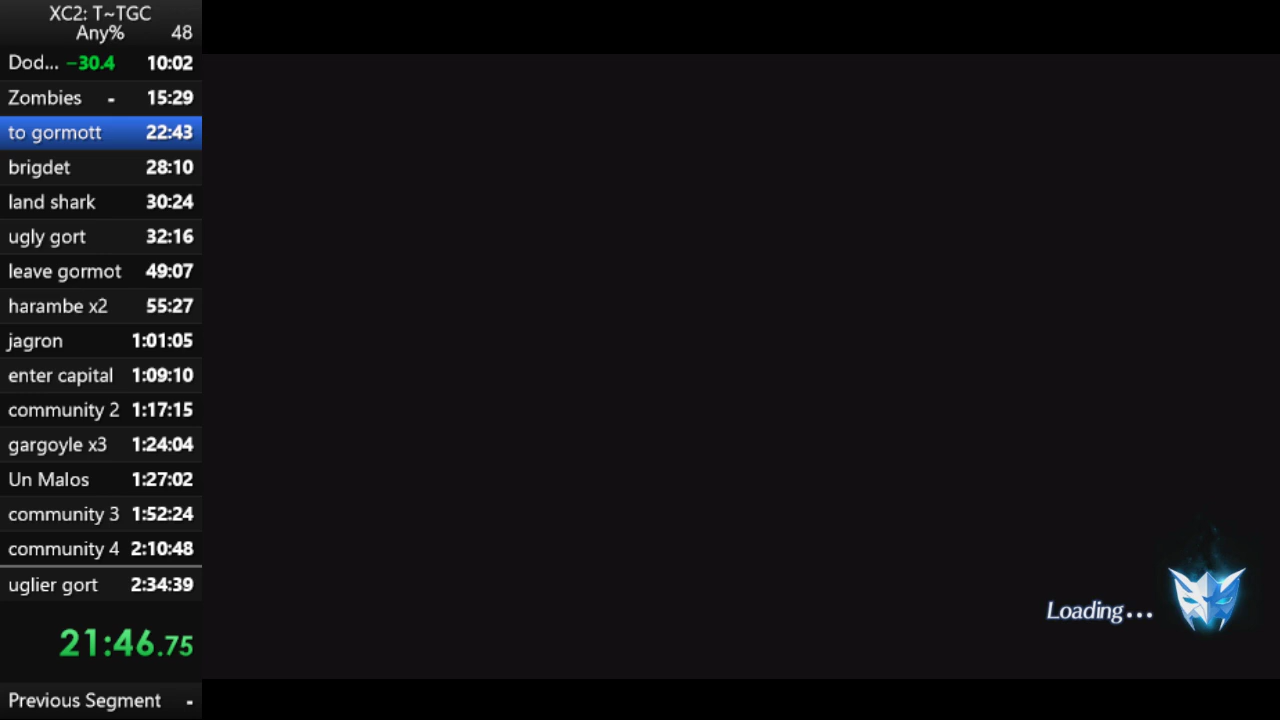 XC2: T~TGC
Any% 48
Dod... −30.4 10:02
Zombies - 15:29
to gormott 22:43
brigdet 28:10
land shark 30:24
ugly gort 32:16
leave gormot 49:07
harambe x2 55:27
jagron 1:01:05
enter capital 1:09:10
community 2 1:17:15
gargoyle x3 1:24:04
Un Malos 1:27:02
community 3 1:52:24
community 4 2:10:48
uglier gort 2:34:39
21:46.75
Previous Segment -
Loading...